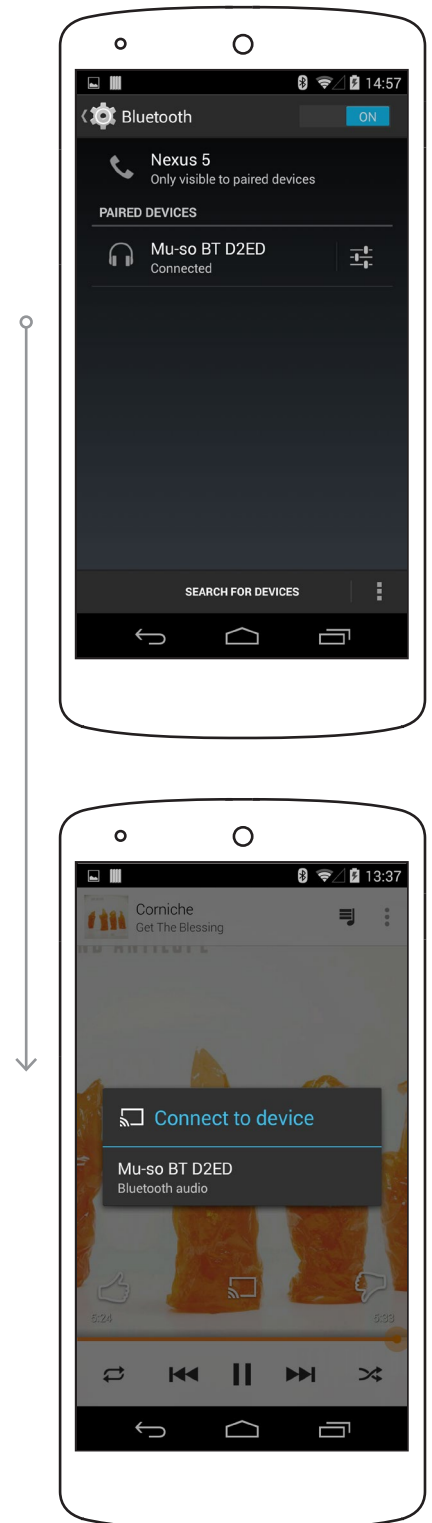 14:57
Bluetooth
ON
Nexus 5
Only visible to paired devices
PAIRED DEVICES
Mu-so BT D2ED
Connected
SEARCH FOR DEVICES
13:37
Corniche
Get The Blessing
Connect to device
Mu-so BT D2ED
Bluetooth audio
5:24
5:33